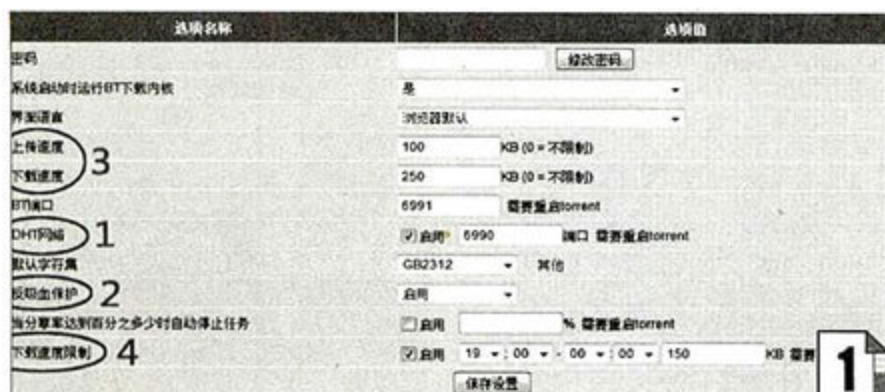 选项名称 选项值
密码 修改密码
系统启动时运行BT下载内核 是
界面语言 浏览器默认
上传速度 100 KB (0 = 不限制)
3
下载速度 250 KB (0 = 不限制)
BT端口 6991 需要重启torrent
DHT网络 1 启用 6990 端口 需要重启torrent
默认字符集 GB2312 其他
反吸血保护 2 启用
当分享率达到百分之多少时自动停止任务 启用 % 需要重启torrent
下载速度限制 4 启用 19 : 00 - 00 : 00 150 KB 需要
保存设置
1